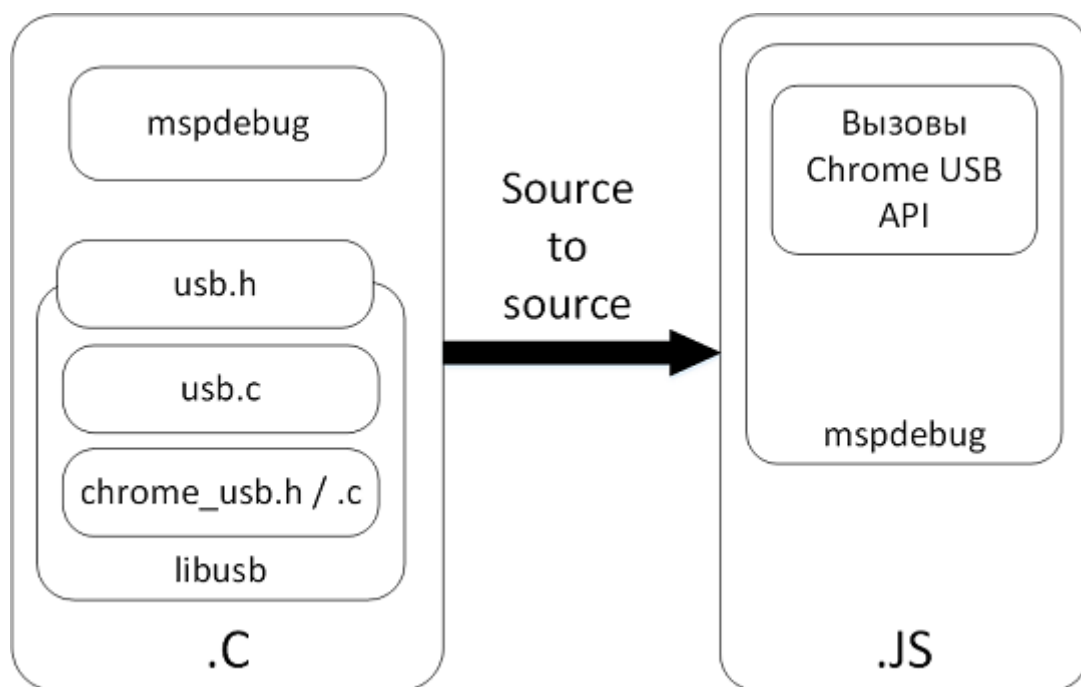 mspdebug
usb.h
usb.c
chrome_usb.h / .c
libusb
.C
Source
to
source
Вызовы
Chrome USB
API
mspdebug
.JS